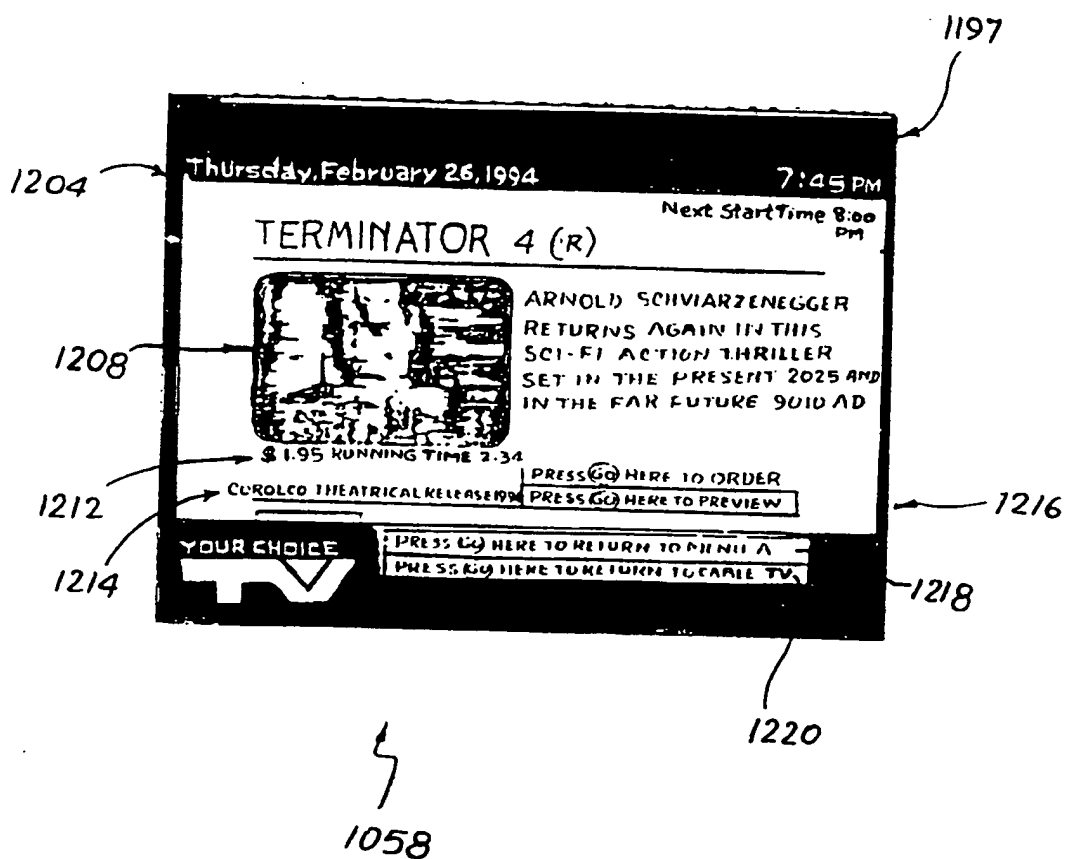 1197
1204
Thursday, February 26, 1994 7:45 PM
Next Start Time 8:00
PM
TERMINATOR 4 (R)
1208
ARNOLD SCHVIARZENEGGER
RETURNS AGAIN IN THIS
SCI-FI ACTION THRILLER
SET IN THE PRESENT 2025 AND
IN THE FAR FUTURE 9010 AD
$1.95 RUNNING TIME 2.34
1212
PRESS GO HERE TO ORDER
COROLCO THEATRICAL RELEASE
PRESS GO HERE TO PREVIEW
1216
1214
YOUR CHOICE
TV
PRESS GO HERE TO RETURN TO MENU A
PRESS GO HERE TO RETURN TO CABLE TV
1218
1220
1058